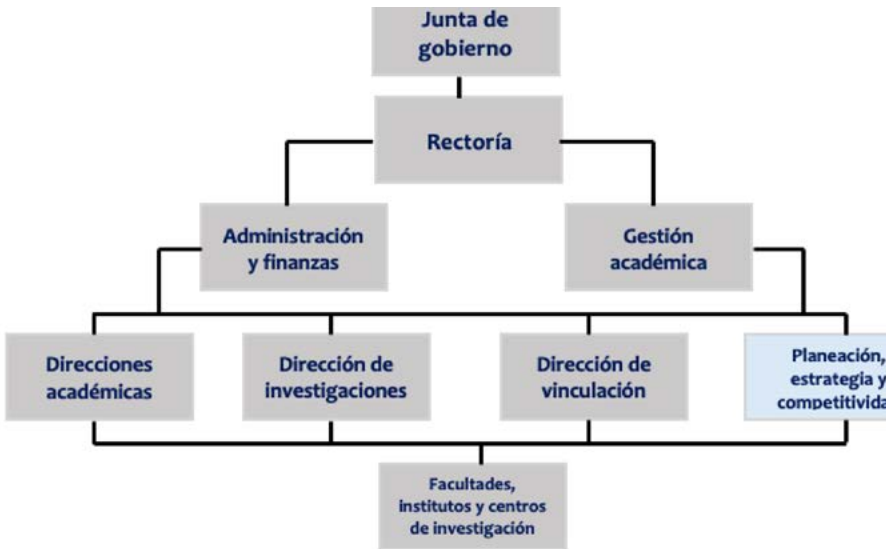 Junta de
gobierno
Rectoría
Administración
y finanzas
Gestión
académica
Direcciones
académicas
Dirección de
investigaciones
Dirección de
vinculación
Planeación,
estrategia y
Facultades,
institutos y centros
de investigación